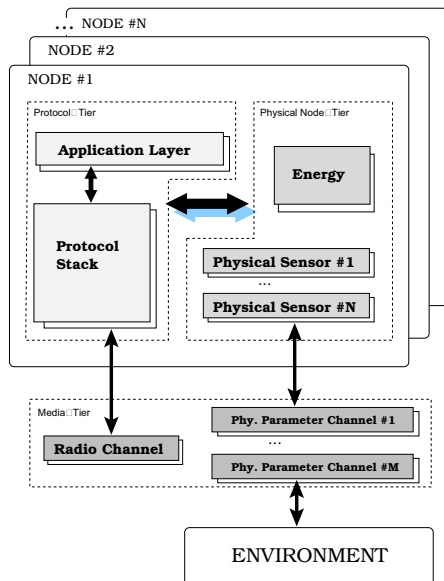 ... NODE #N
NODE #2
NODE #1
Protocol□Tier
Physical Node□Tier
Application Layer
Energy
Protocol
Stack
Physical Sensor #1
...
Physical Sensor #N
Media□Tier
Phy. Parameter Channel #1
...
Radio Channel
Phy. Parameter Channel #M
ENVIRONMENT